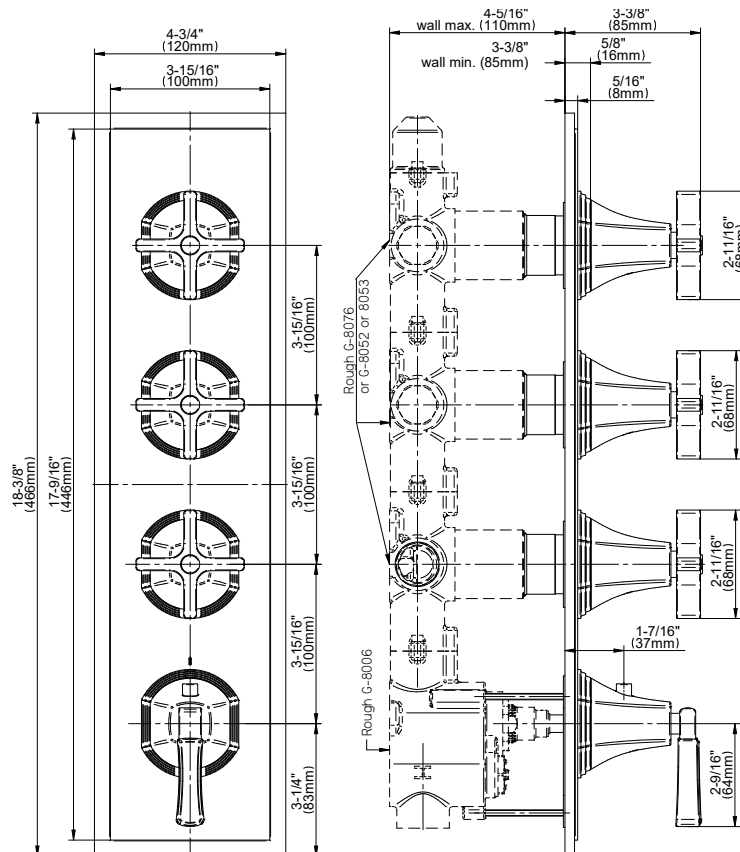 4-3/4"
(120mm)
3-15/16"
(100mm)
4-5/16"
wall max. (110mm)
3-3/8"
(85mm)
3-3/8"
wall min. (85mm)
5/8"
(16mm)
5/16"
(8mm)
18-3/8"
(466mm)
17-9/16"
(446mm)
3-15/16"
(100mm)
3-15/16"
(100mm)
3-15/16"
(100mm)
3-1/4"
(83mm)
Rough G-8076
or G-8052 or 8053
Rough G-8006
2-11/16"
(68mm)
2-11/16"
(68mm)
2-11/16"
(68mm)
1-7/16"
(37mm)
2-9/16"
(64mm)